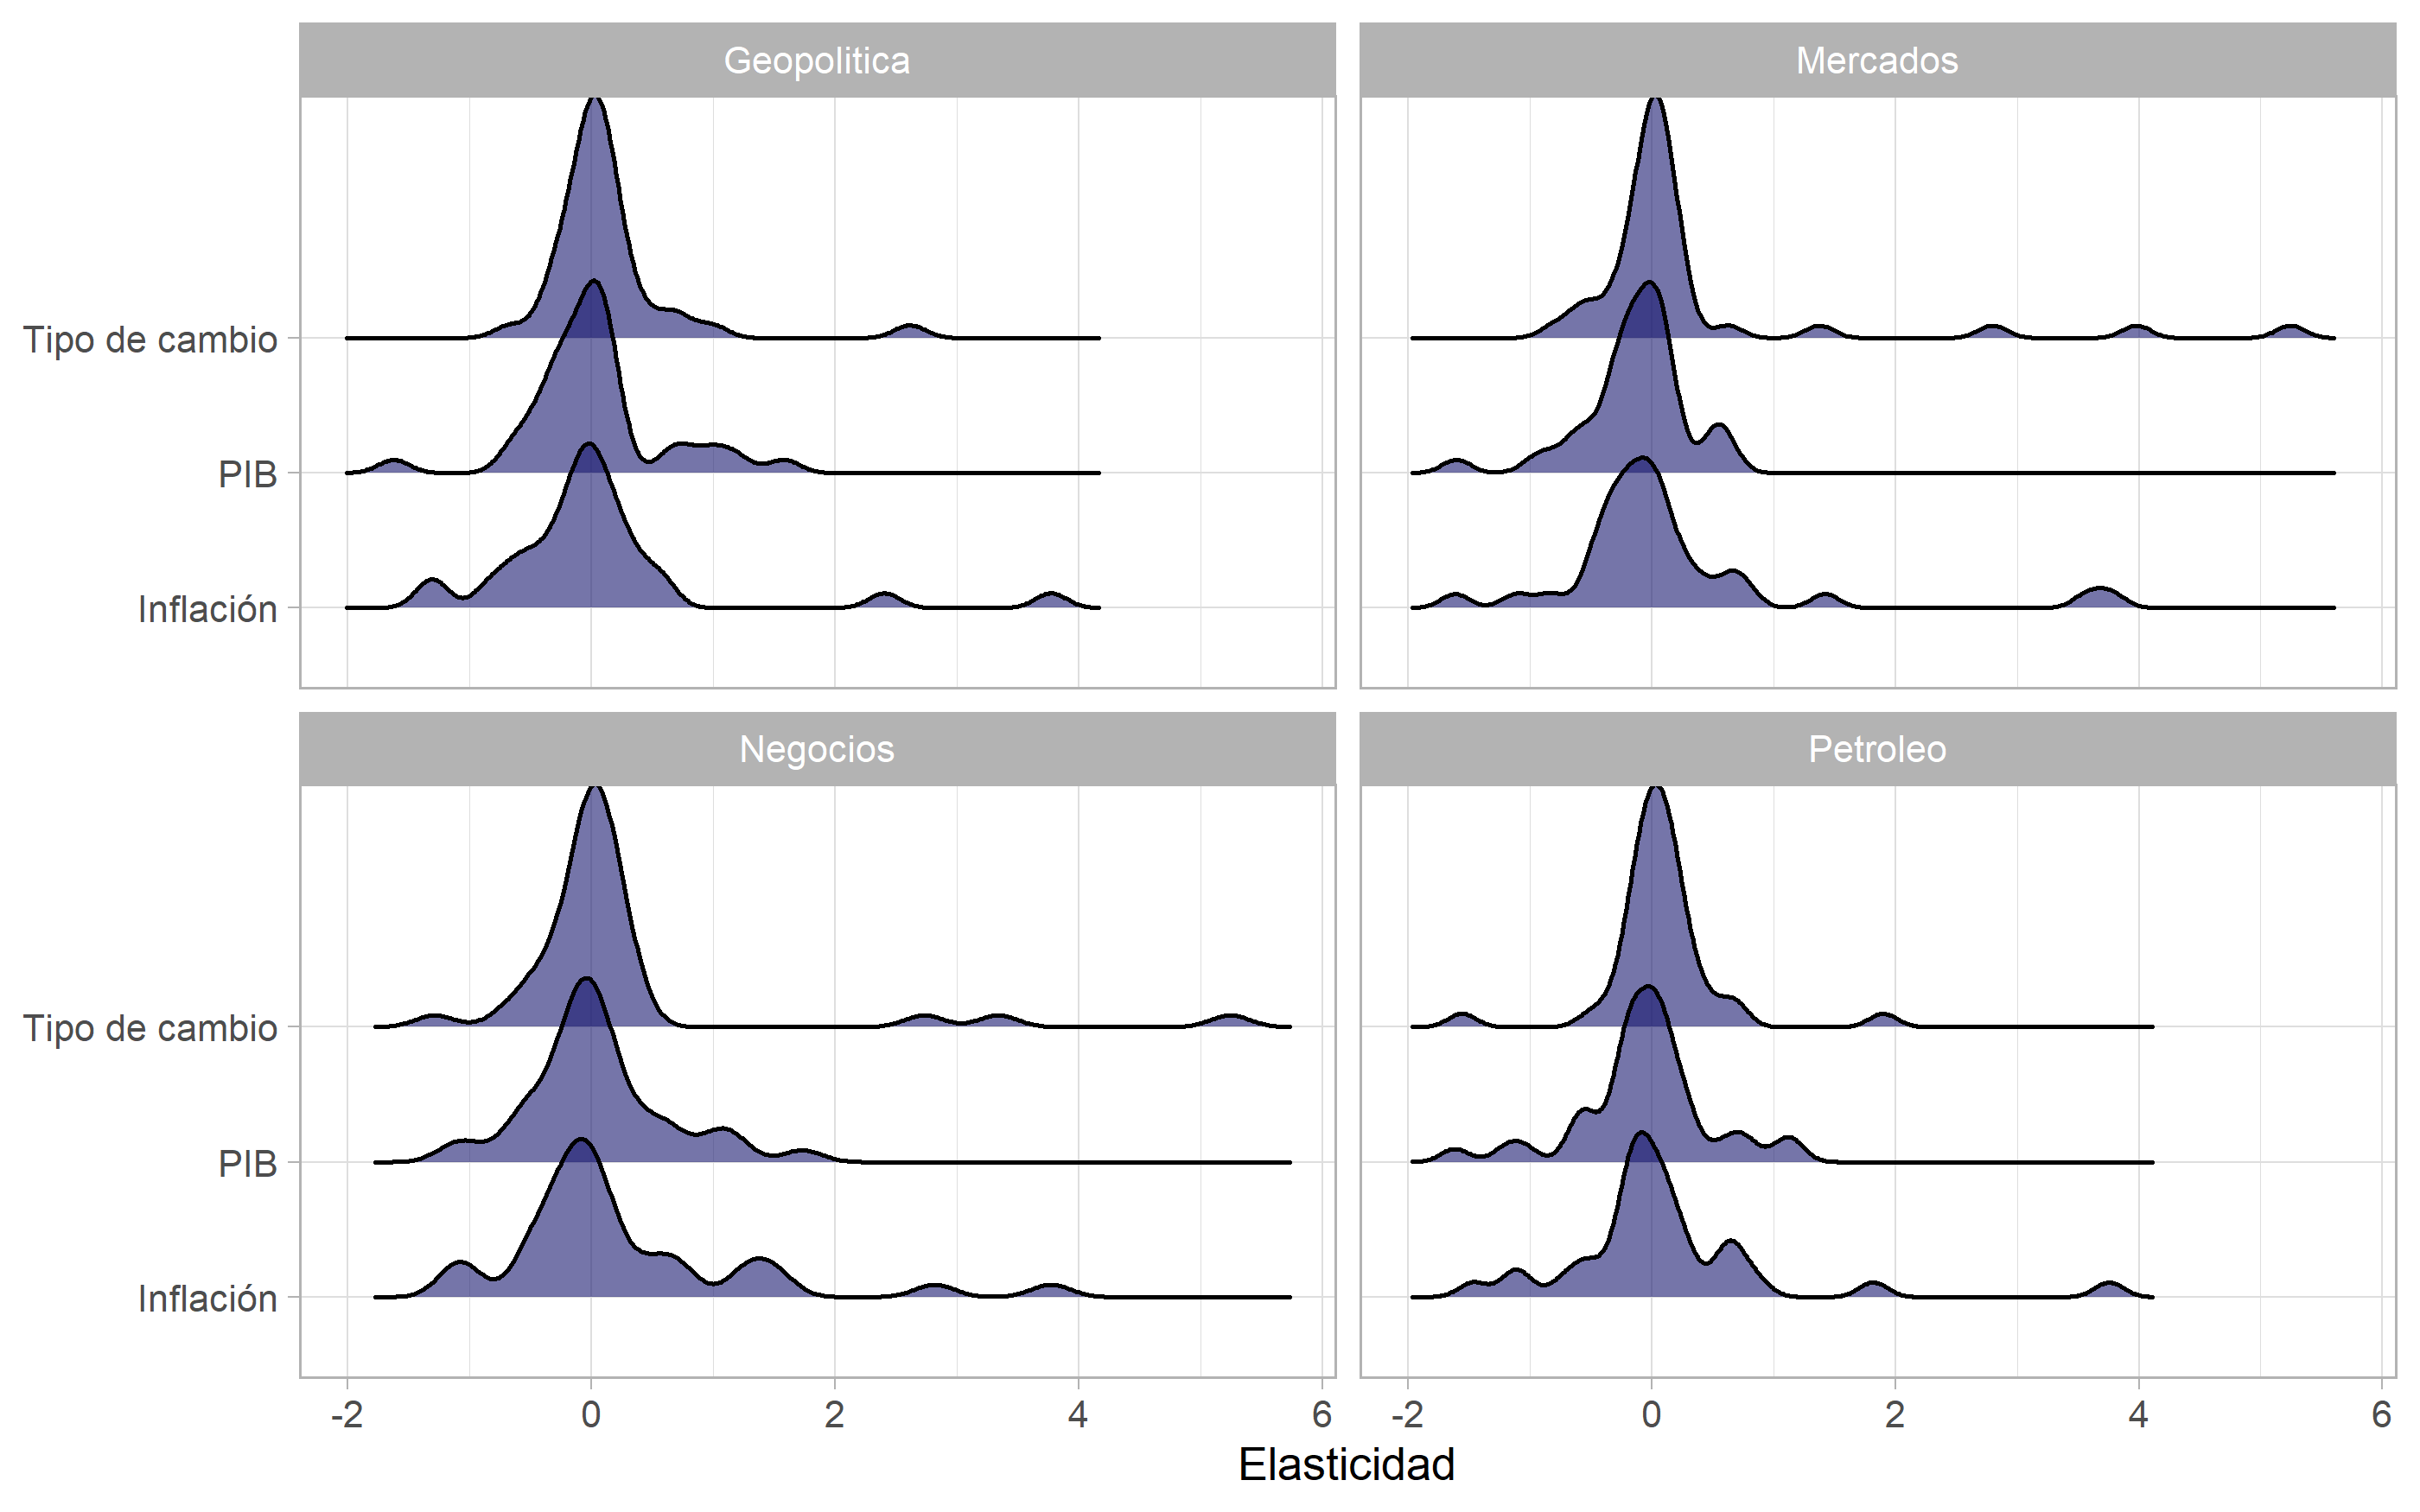 Geopolitica
Mercados
Tipo de cambio
PIB
Inflación
Negocios
Petroleo
Tipo de cambio
PIB
Inflación
-2 0 2 4 6 -2 0 2 4 6
Elasticidad